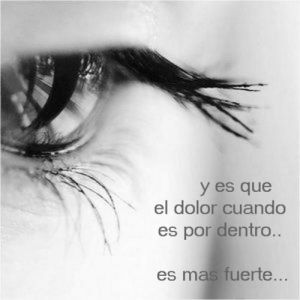 y es que
el dolor cuando
es por dentro..
es mas fuerte...